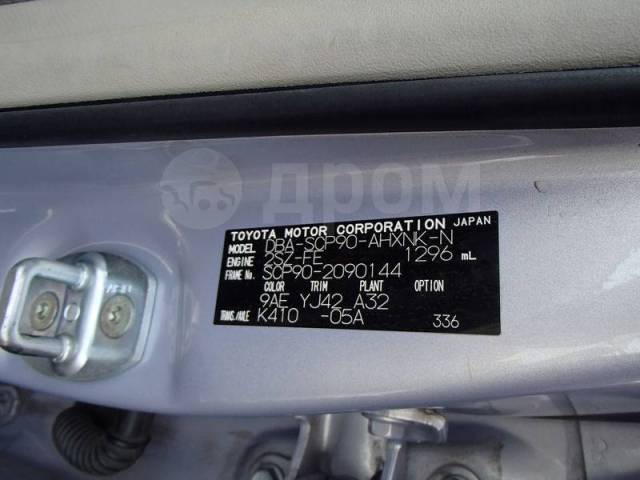 дром
TOYOTA MOTOR CORPORATION JAPAN
MODEL DBA-SCP90-AHXNK-N
ENGINE 2SZ-FE 1296 mL
FRAME No. SCP90-2090144
COLOR TRIM PLANT OPTION
9AE YJ42 A32
TRANS./AXLE K410 -05A 336